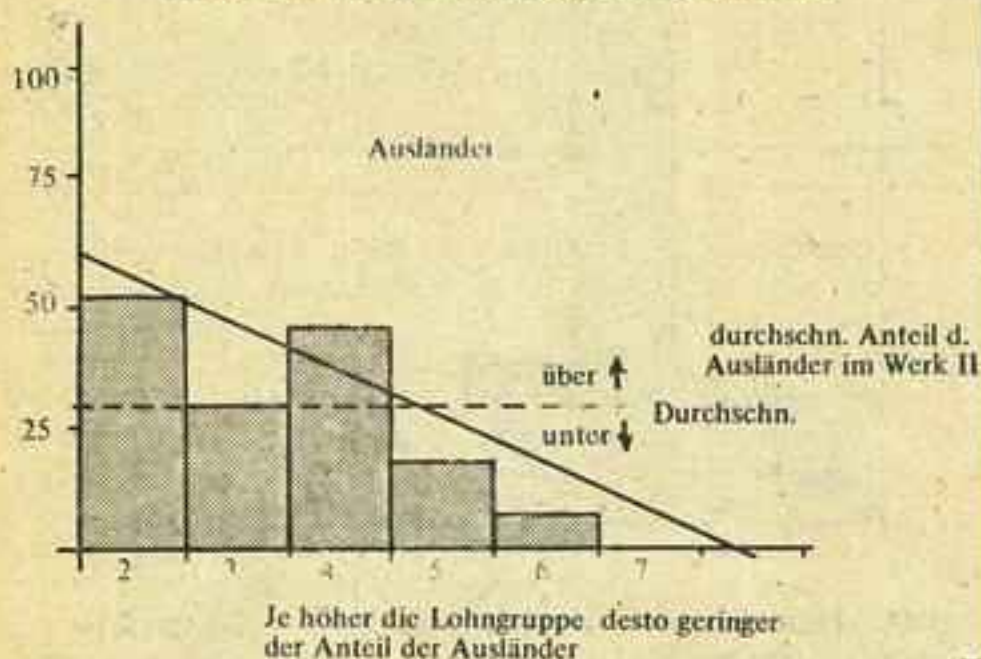 100
Ausländer
75
50
durchschn. Anteil d.
Ausländer im Werk II
über
Durchschn.
unter
25
2 3 4 5 6 7
Je höher die Lohngruppe desto geringer
der Anteil der Ausländer